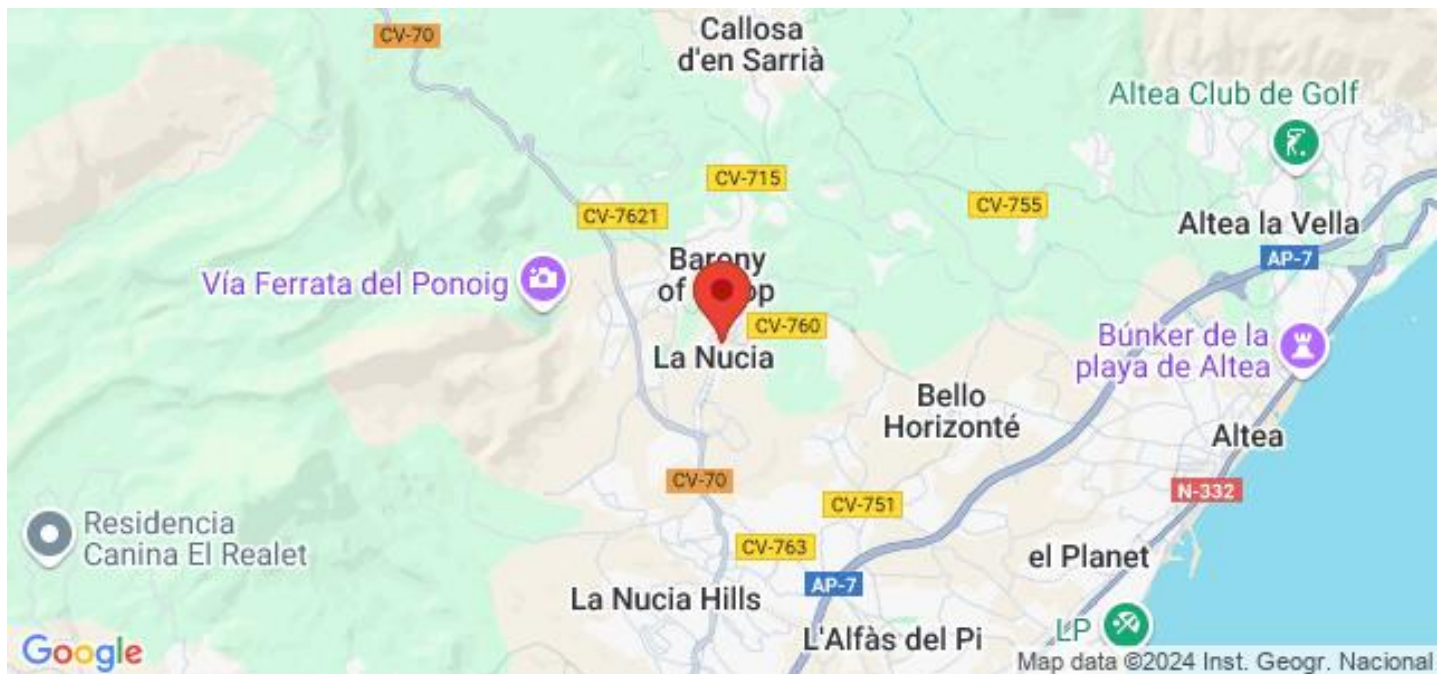 CV-70
Callosa
d'en Sarrià
Altea Club de Golf
CV-715
CV-7621
CV-755
Altea la Vella
Barony
of
AP-7
Vía Ferrata del Ponoig
CV-760
La Nucia
Búnker de la
playa de Altea
Bello
Horizonté
Altea
CV-70
N-332
CV-751
Residencia
Canina El Realet
CV-763
el Planet
AP-7
La Nucia Hills
L'Alfàs del Pi
LP
Google
Map data ©2024 Inst. Geogr. Nacional